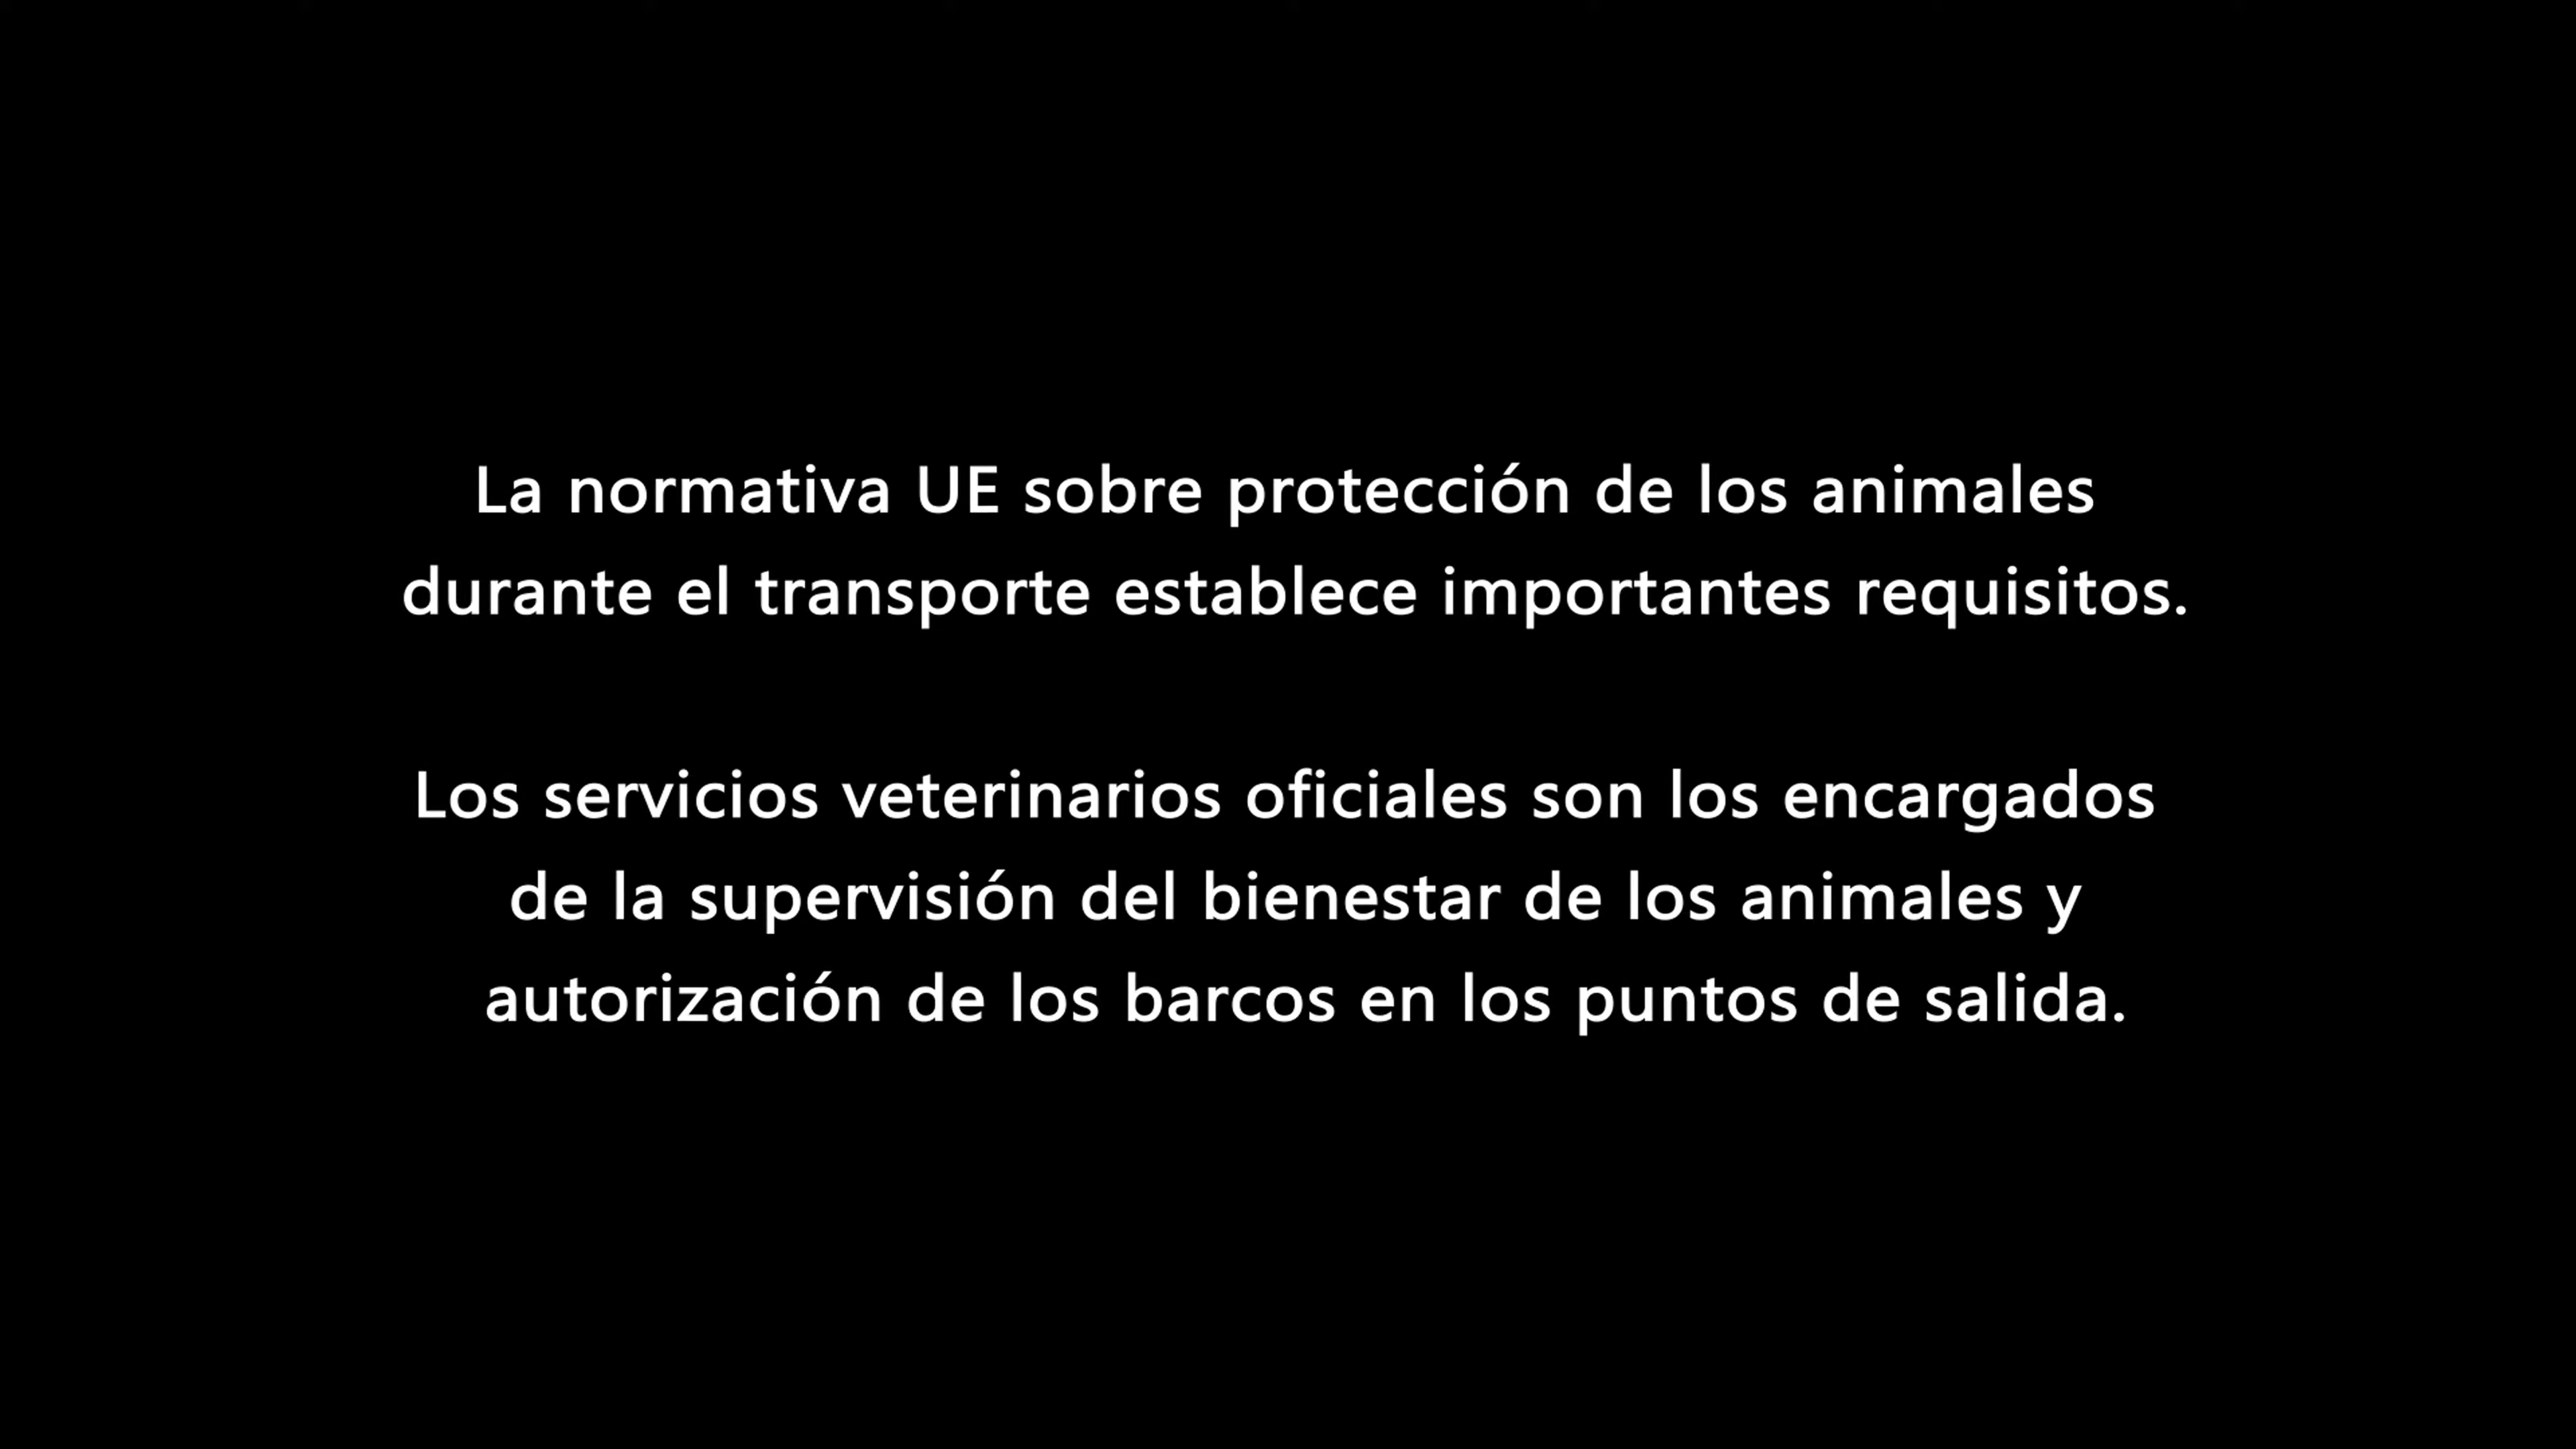 La normativa UE sobre protección de los animales
durante el transporte establece importantes requisitos.
Los servicios veterinarios oficiales son los encargados
de la supervisión del bienestar de los animales y
autorización de los barcos en los puntos de salida.